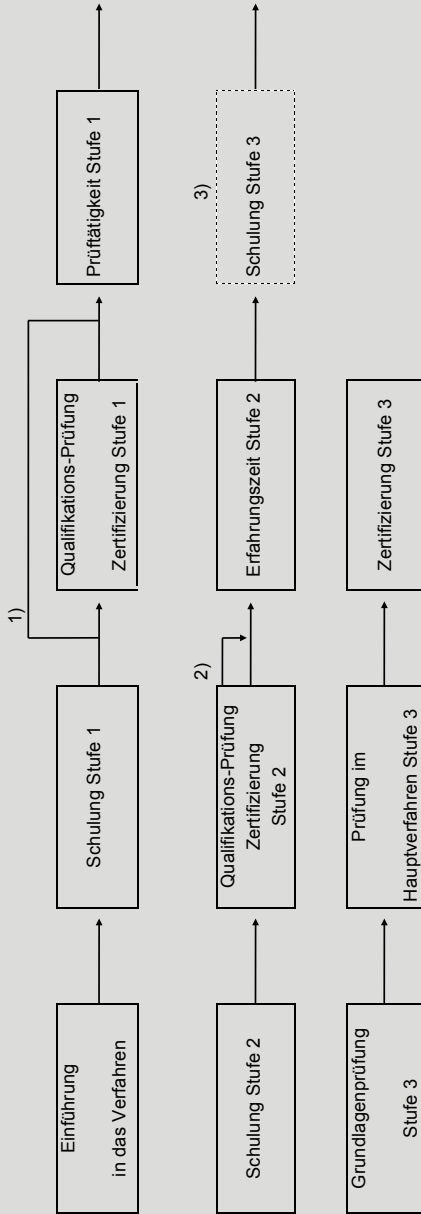 Einführung
in das Verfahren
Schulung Stufe 1
1)
Qualifikations-Prüfung
Zertifizierung Stufe 1
Prüftätigkeit Stufe 1
Schulung Stufe 2
Qualifikations-Prüfung
Zertifizierung
Stufe 2
2)
Erfahrungszeit Stufe 2
3)
Schulung Stufe 3
Grundlagenprüfung
Stufe 3
Prüfung im
Hauptverfahren Stufe 3
Zertifizierung Stufe 3